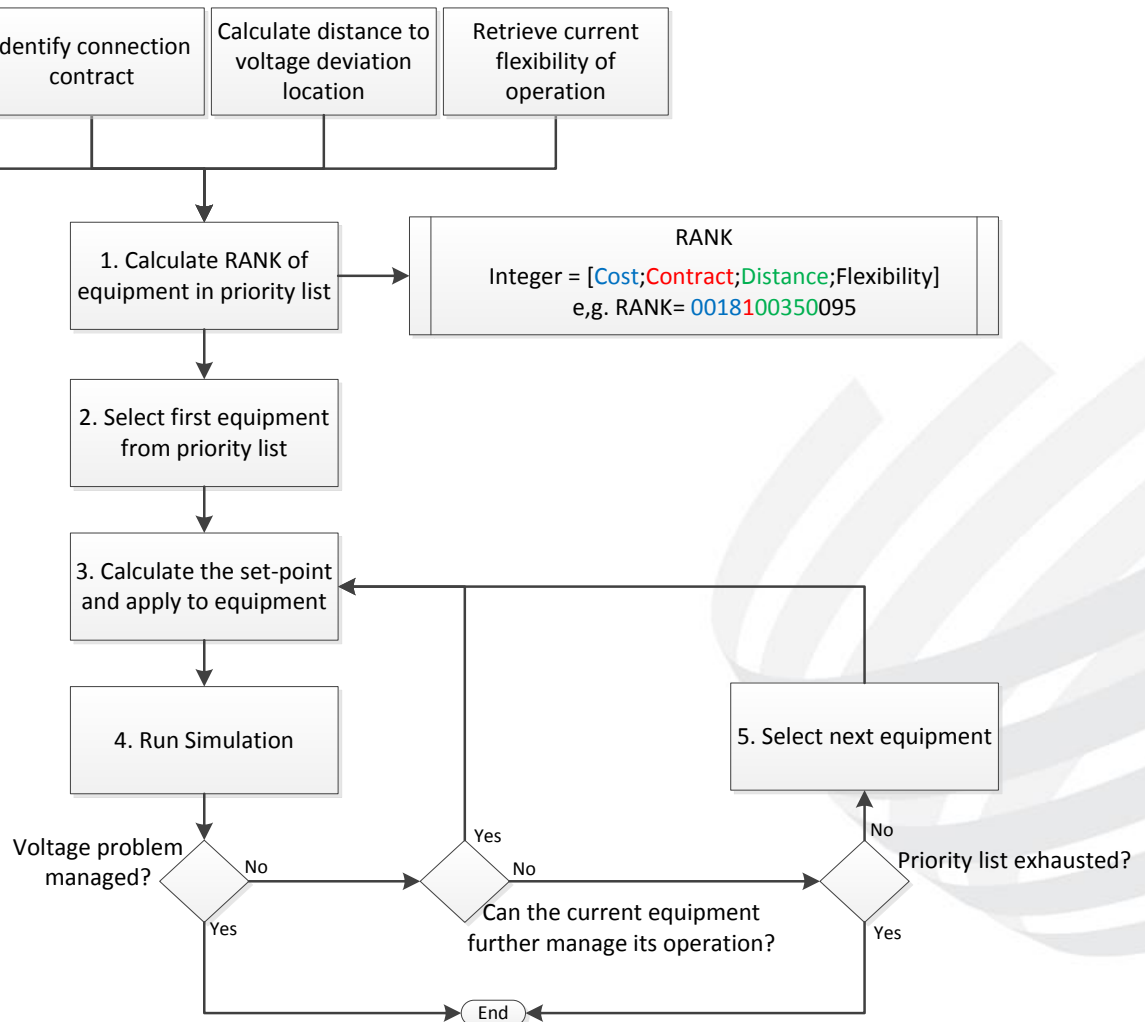 dentify connection
contract
Calculate distance to
voltage deviation
location
Retrieve current
flexibility of
operation
1. Calculate RANK of
equipment in priority list
RANK
Integer = [Cost;Contract;Distance;Flexibility]
e,g. RANK= 0018100350095
2. Select first equipment
from priority list
3. Calculate the set-point
and apply to equipment
4. Run Simulation
5. Select next equipment
Voltage problem
managed?
No
Yes
Yes
No
Can the current equipment
further manage its operation?
No
Priority list exhausted?
Yes
End